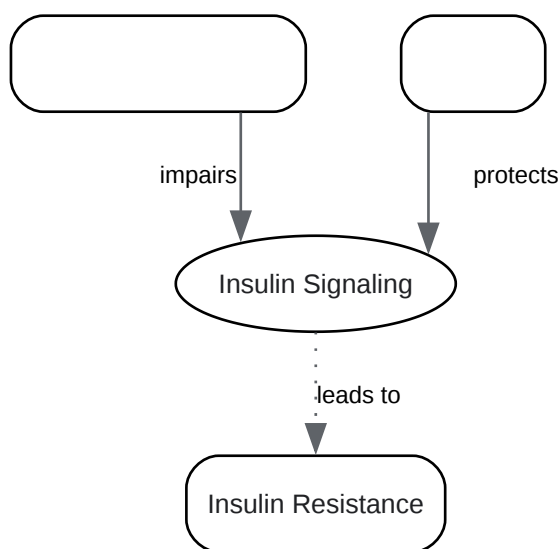 impairs
protects
Insulin Signaling
leads to
Insulin Resistance